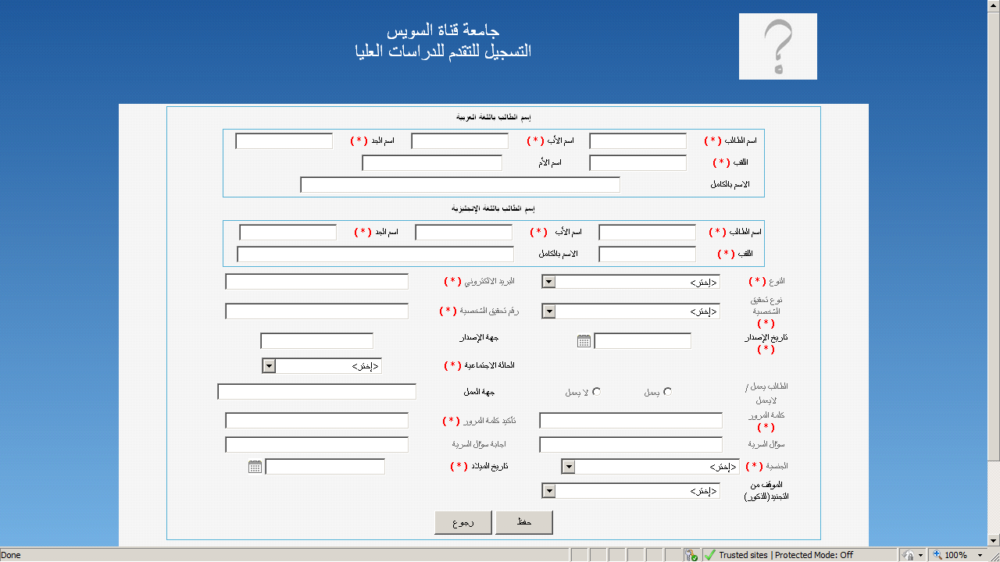 جامعة قناة السويس
التسجيل للتقدم للدراسات العليا
إسم الطالب باللغة العربية
اسم الطالب (*) اسم الأب (*) اسم الجد (*)
اللقب (*) اسم الأم
الاسم بالكامل
إسم الطالب باللغة الإنجليزية
اسم الطالب (*) اسم الأب (*) اسم الجد (*)
اللقب (*) الاسم بالكامل
النوع (*) <إختر> البريد الالكتروني (*)
نوع تحقيق
الشخصية
(*) <إختر> رقم تحقيق الشخصية (*)
تاريخ الإصدار
(*) جهة الإصدار
الحالة الاجتماعية (*) <إختر>
الطالب يعمل /
لايعمل يعمل لا يعمل جهة العمل
كلمة المرور
(*) تأكيد كلمة المرور (*)
سؤال السرية اجابة سؤال السرية
الجنسية (*) <إختر> تاريخ الميلاد (*)
الموقف من
التجنيد(للذكور) <إختر>
حفظ رجوع
Done Trusted sites | Protected Mode: Off 100%